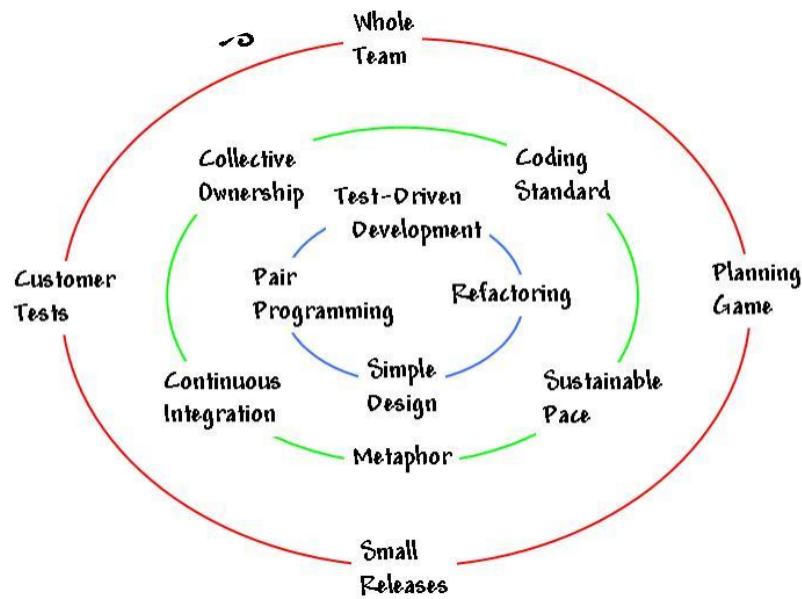 Whole
Team
Collective
Ownership
Coding
Standard
Test-Driven
Development
Customer
Tests
Pair
Programming
Refactoring
Planning
Game
Continuous
Integration
Simple
Design
Sustainable
Pace
Metaphor
Small
Releases